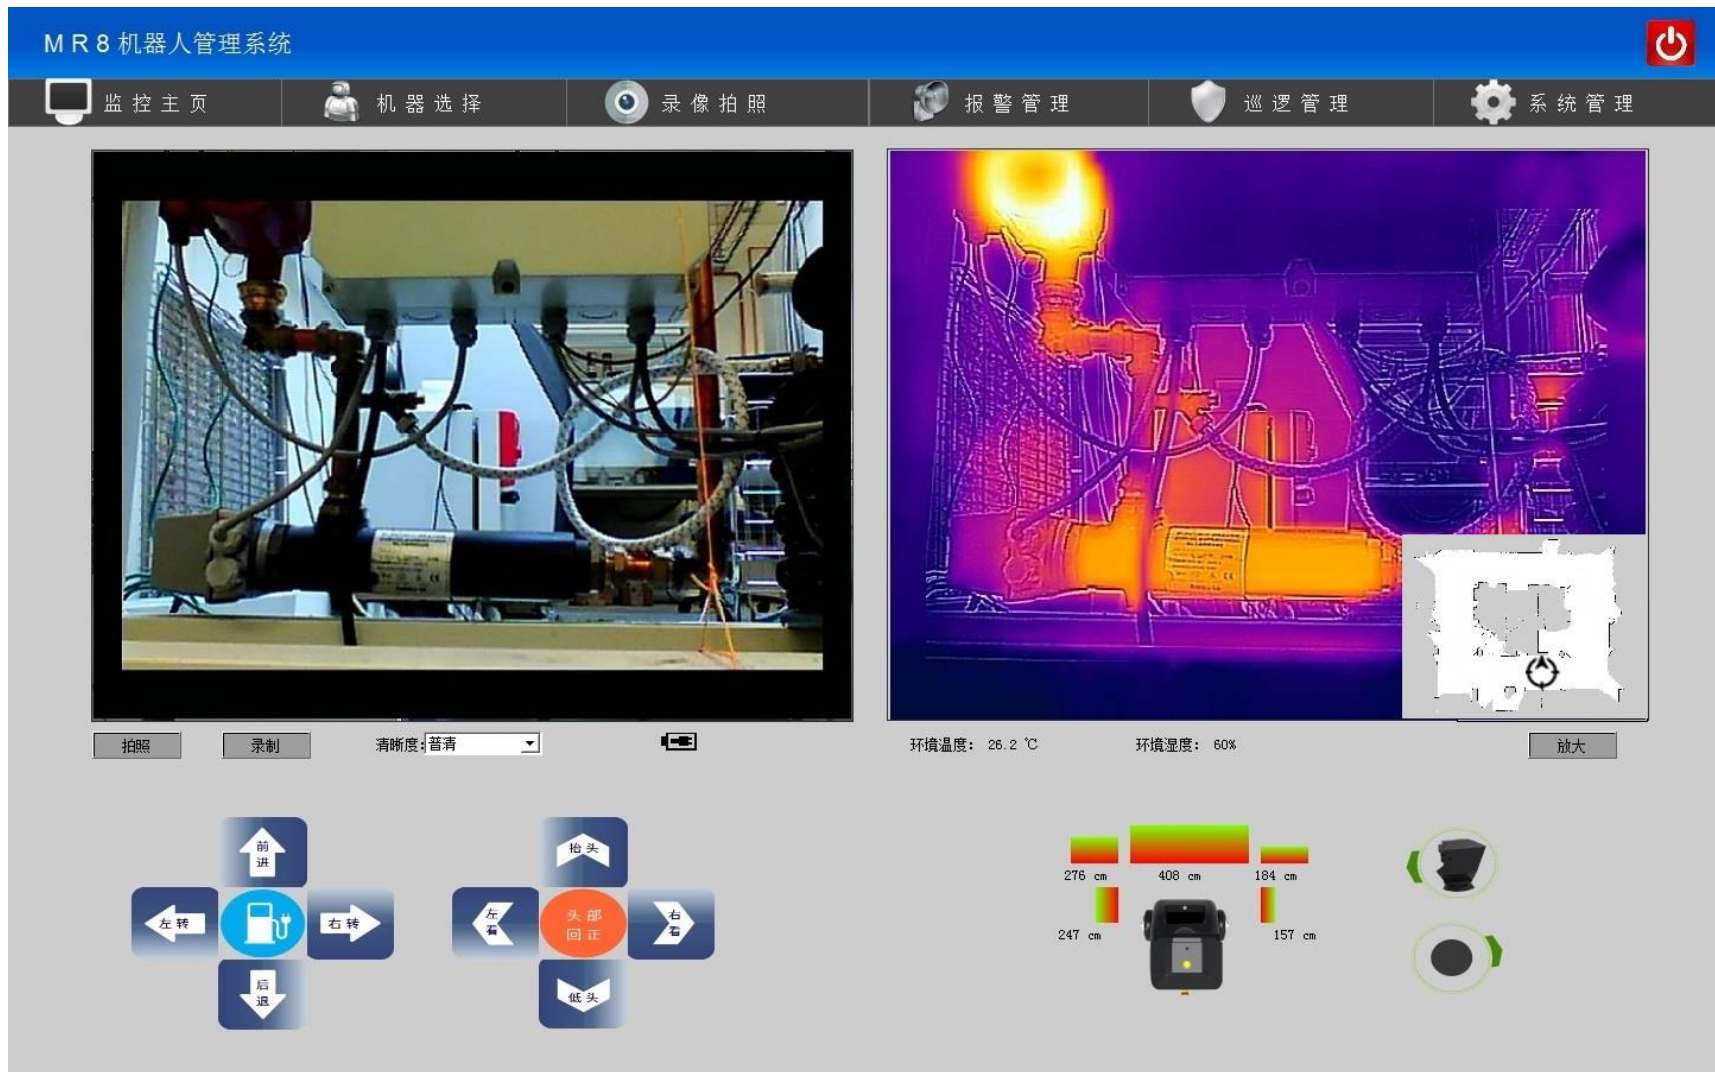 MR8机器人管理系统
监控主页 机器选择 录像拍照 报警管理 巡逻管理 系统管理
拍照 录制 清晰度: 普清 环境温度: 26.2 ℃ 环境湿度: 60% 放大
前进
左转 右转
后退
抬头
左看 头部回正 右看
低头
276 cm 408 cm 184 cm
247 cm 157 cm